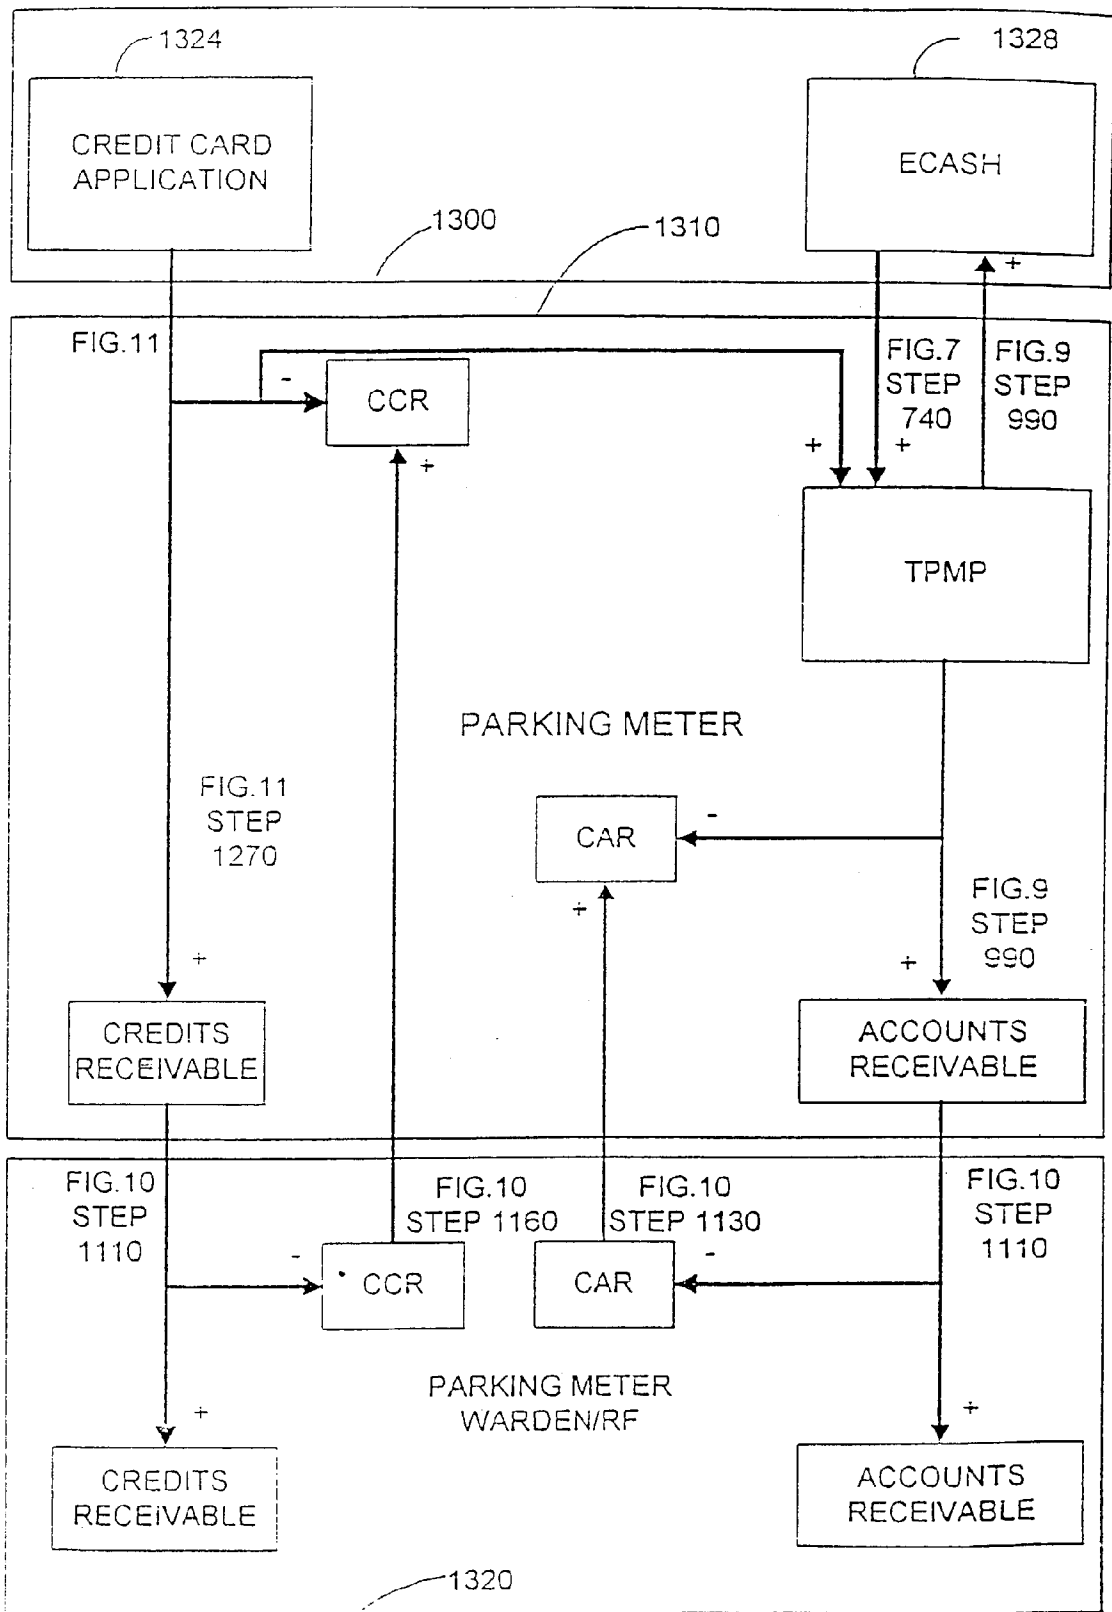 1324
1328
CREDIT CARD
APPLICATION
ECASH
1300
1310
FIG.11
-
CCR
+
FIG.7
STEP
740
FIG.9
STEP
990
+
+
+
TPMP
PARKING METER
FIG.11
STEP
1270
CAR
-
+
FIG.9
STEP
990
+
+
CREDITS
RECEIVABLE
ACCOUNTS
RECEIVABLE
FIG.10
STEP
1110
FIG.10
STEP 1160
FIG.10
STEP 1130
FIG.10
STEP
1110
-
CCR
CAR
-
PARKING METER
WARDEN/RF
+
+
CREDITS
RECEIVABLE
ACCOUNTS
RECEIVABLE
1320